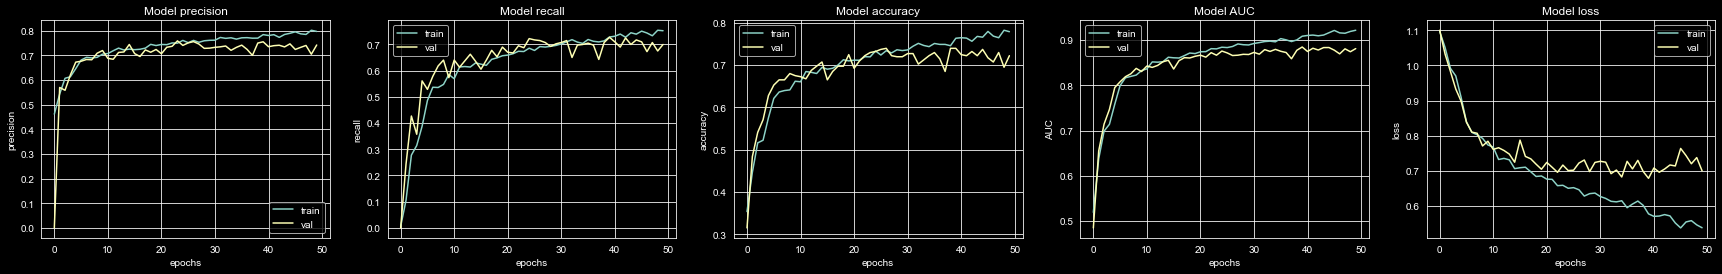 Model precision
precision
0.8
0.7
0.6
0.5
0.4
0.3
0.2
0.1
0.0
train
val
0
10
20
30
40
50
epochs
Model recall
recall
0.7
0.6
0.5
0.4
0.3
0.2
0.1
0.0
train
val
0
10
20
30
40
50
epochs
Model accuracy
accuracy
0.8
0.7
0.6
0.5
0.4
0.3
train
val
0
10
20
30
40
50
epochs
Model AUC
AUC
0.9
0.8
0.7
0.6
0.5
train
val
0
10
20
30
40
50
epochs
Model loss
loss
1.1
1.0
0.9
0.8
0.7
0.6
train
val
0
10
20
30
40
50
epochs